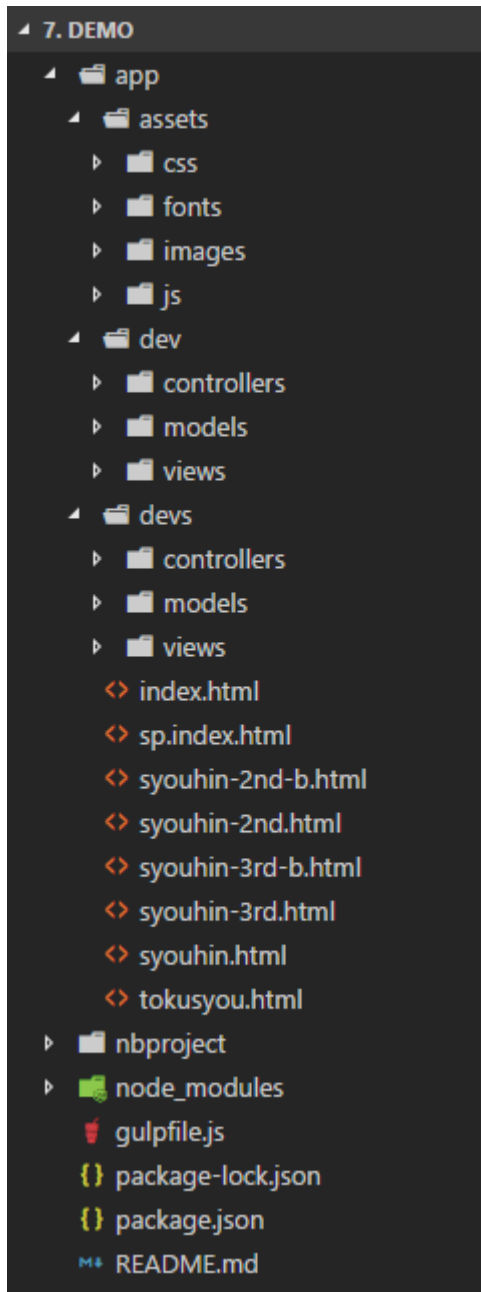 7. DEMO
app
assets
css
fonts
images
js
dev
controllers
models
views
devs
controllers
models
views
index.html
sp.index.html
syouhin-2nd-b.html
syouhin-2nd.html
syouhin-3rd-b.html
syouhin-3rd.html
syouhin.html
tokusyou.html
nbproject
node_modules
gulpfile.js
package-lock.json
package.json
README.md